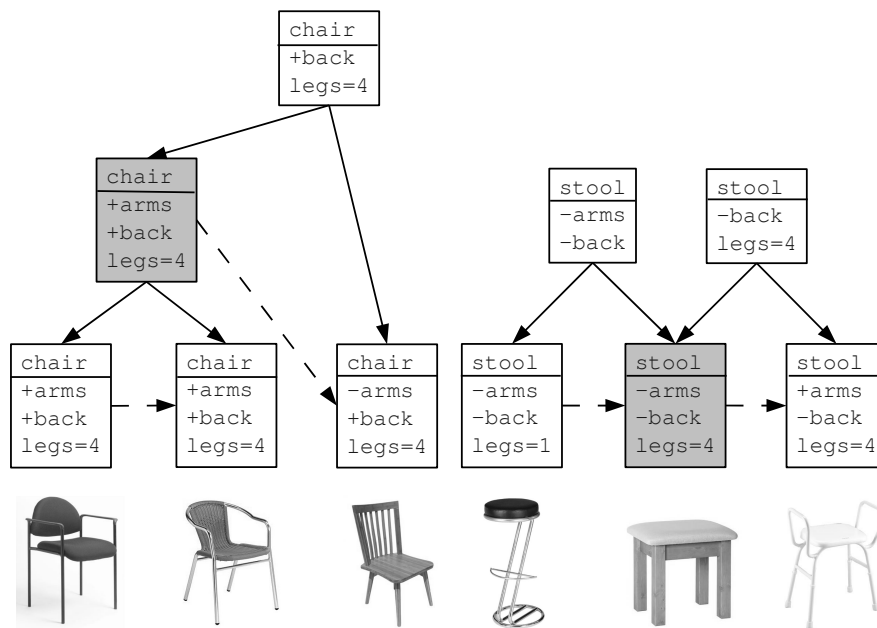 chair
+back
legs=4
chair
+arms
+back
legs=4
stool
−arms
−back
stool
−back
legs=4
chair
+arms
+back
legs=4
chair
+arms
+back
legs=4
chair
−arms
+back
legs=4
stool
−arms
−back
legs=1
stool
−arms
−back
legs=4
stool
+arms
−back
legs=4